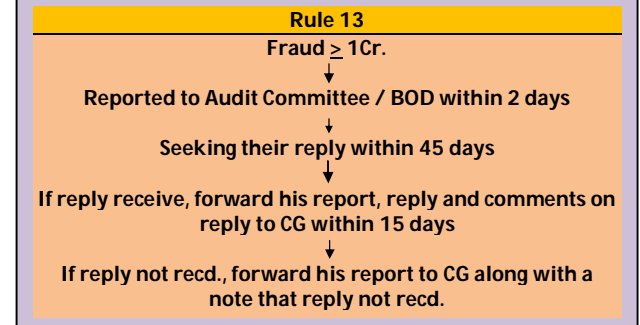 Rule 13
Fraud ≥ 1Cr.
Reported to Audit Committee / BOD within 2 days
Seeking their reply within 45 days
If reply receive, forward his report, reply and comments on
reply to CG within 15 days
If reply not recd., forward his report to CG along with a
note that reply not recd.